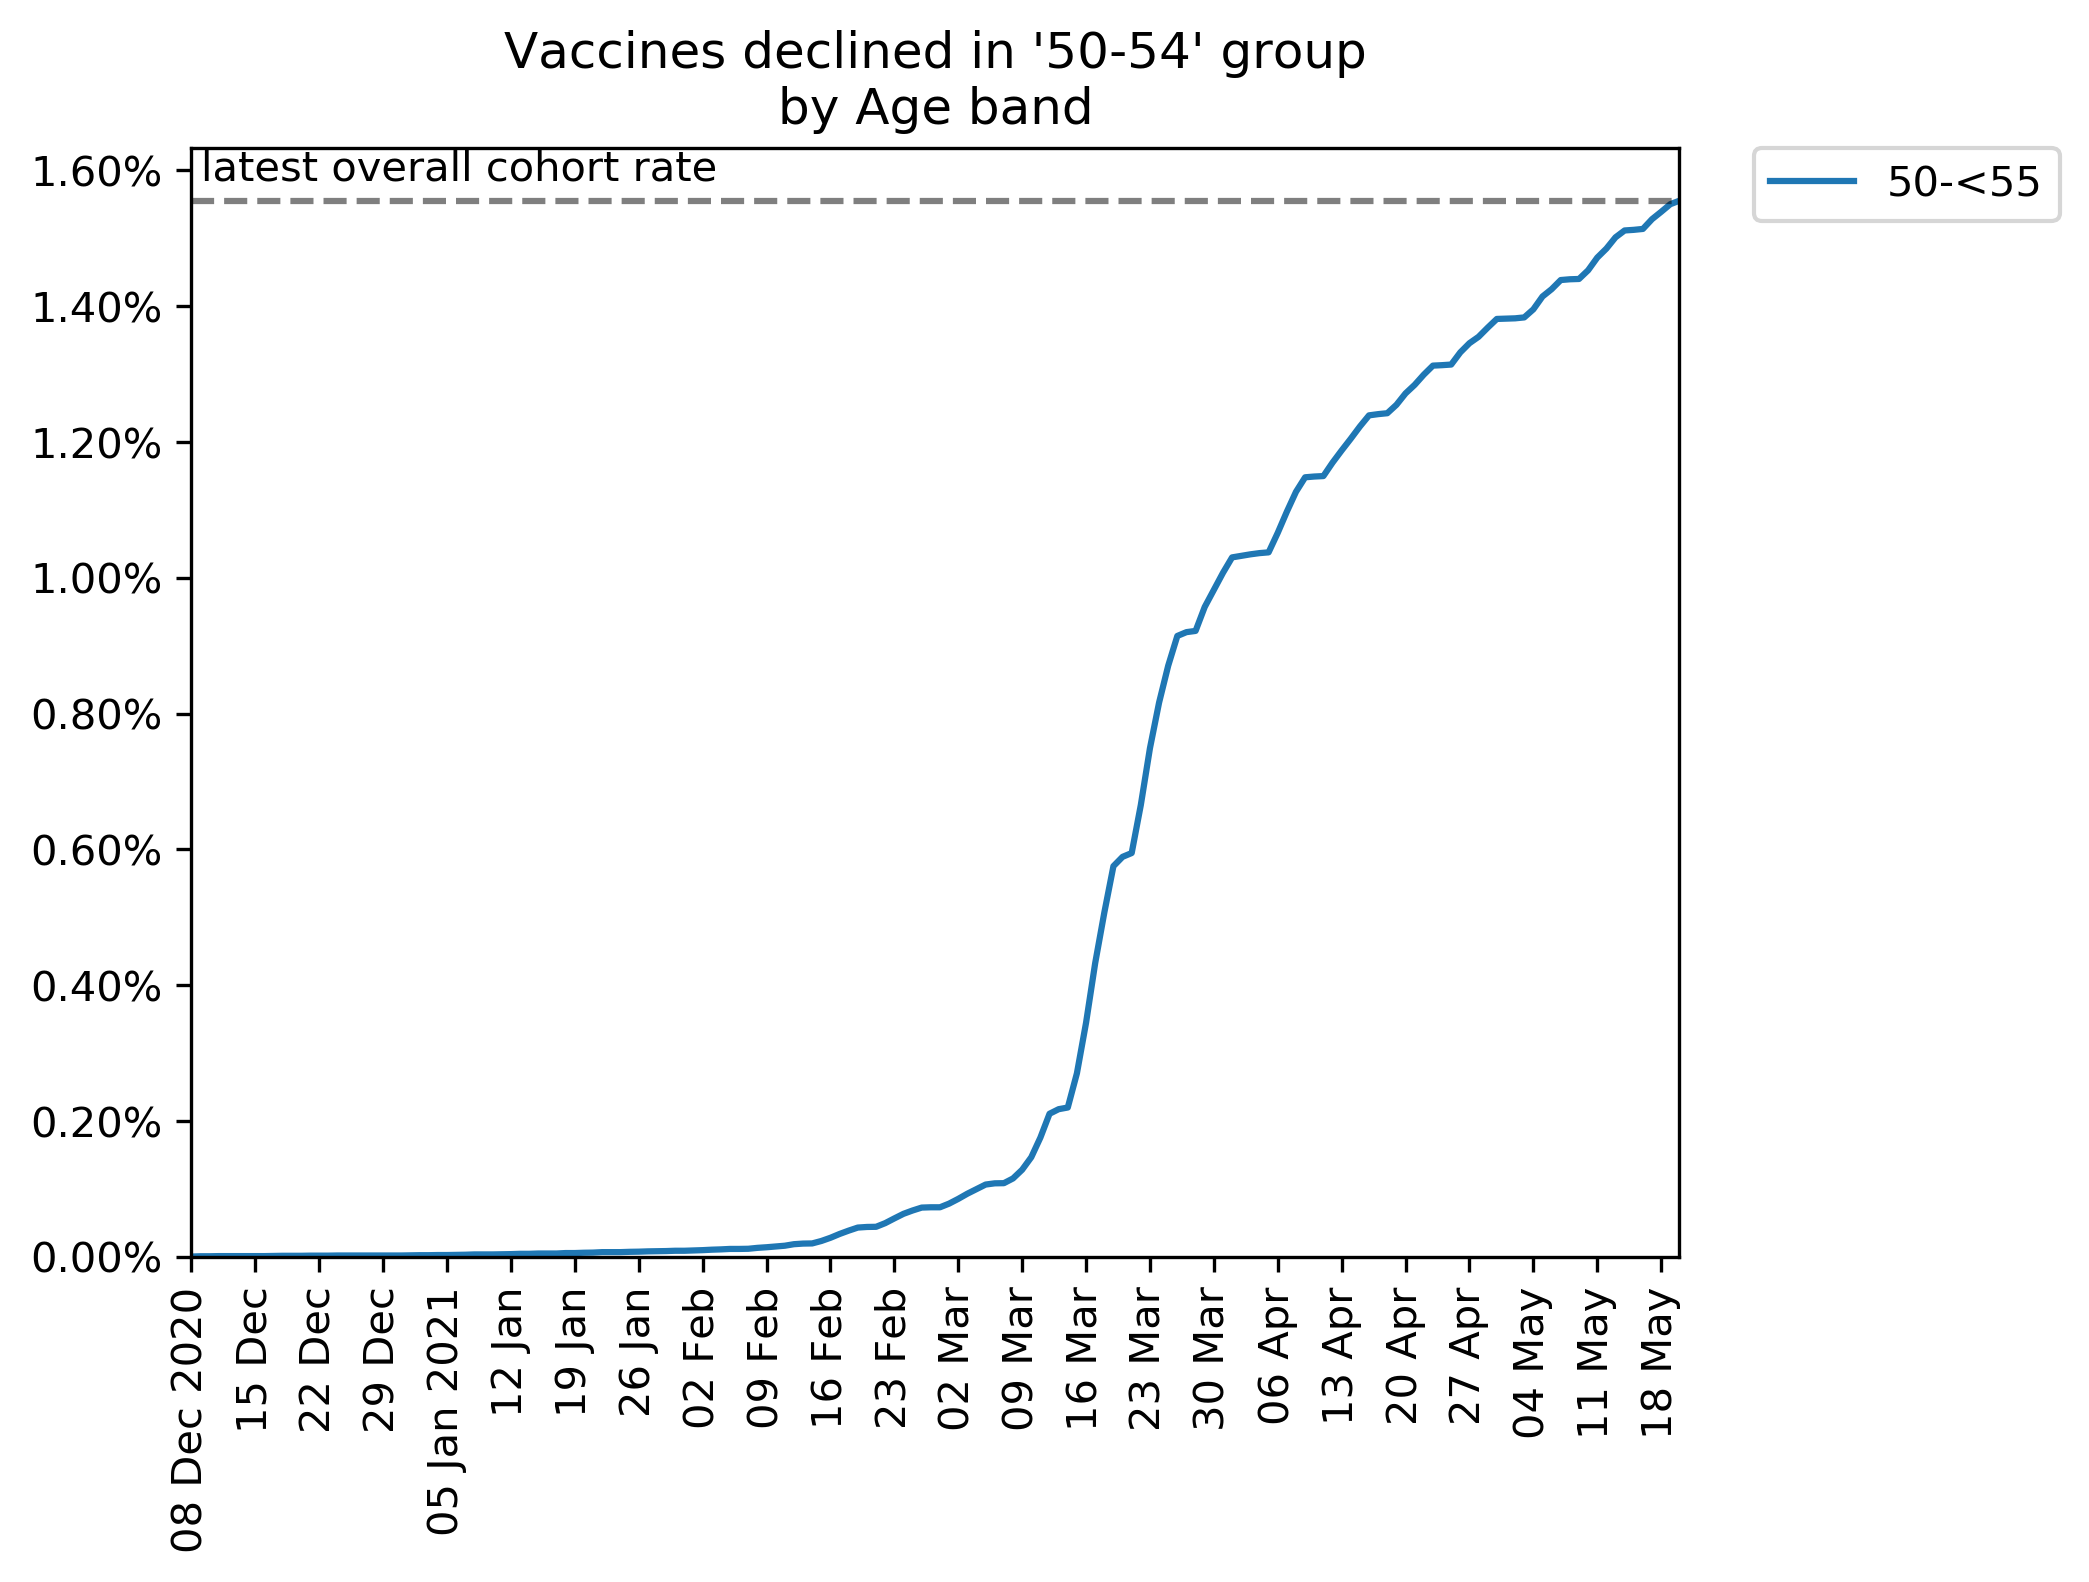 Vaccines declined in '50-54' group
by Age band
latest overall cohort rate
50-<55
1.60%
1.40%
1.20%
1.00%
0.80%
0.60%
0.40%
0.20%
0.00%
08 Dec 2020
15 Dec
22 Dec
29 Dec
05 Jan 2021
12 Jan
19 Jan
26 Jan
02 Feb
09 Feb
16 Feb
23 Feb
02 Mar
09 Mar
16 Mar
23 Mar
30 Mar
06 Apr
13 Apr
20 Apr
27 Apr
04 May
11 May
18 May